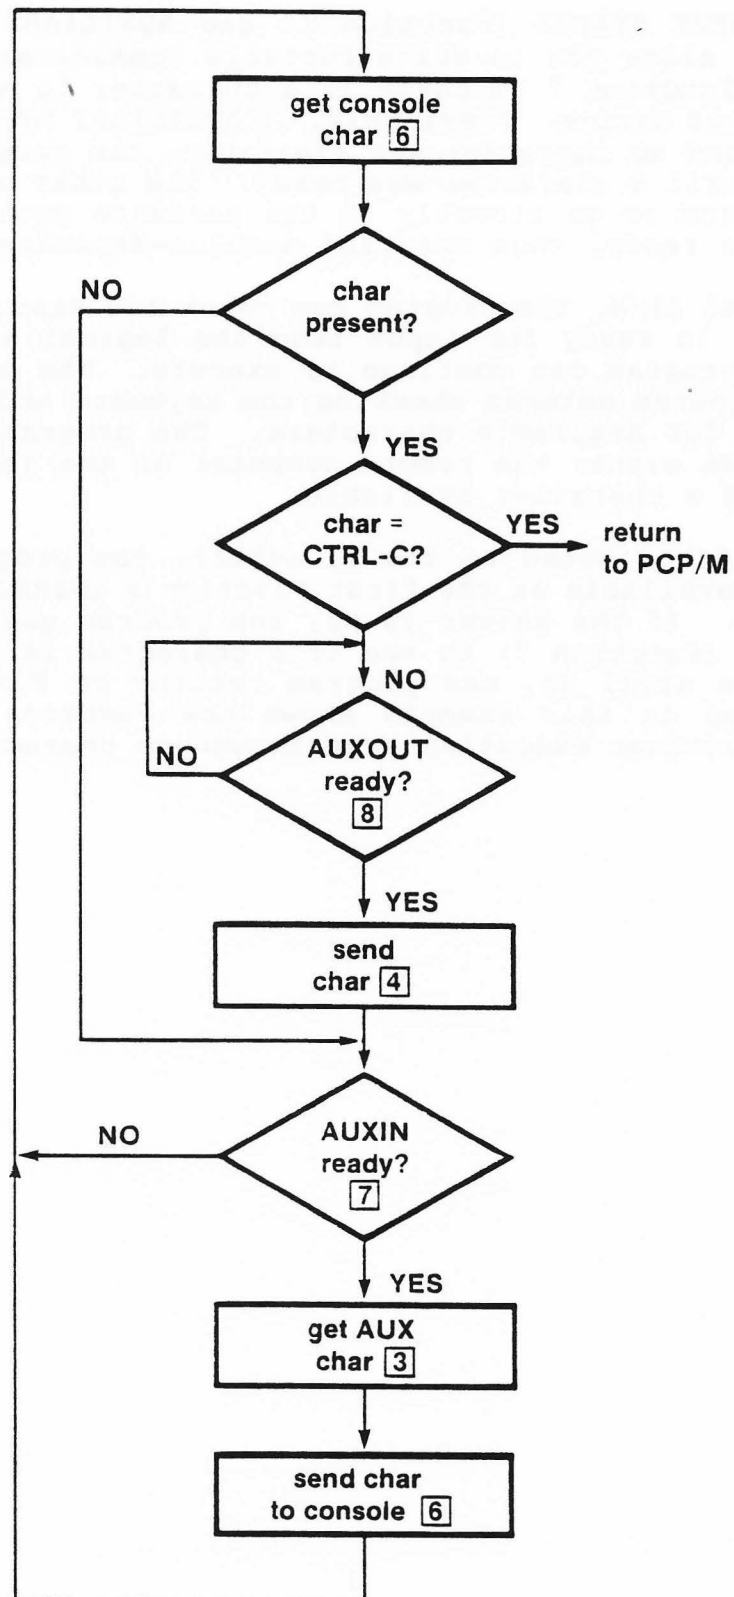 get console
char 6
NO
char
present?
YES
char =
CTRL-C?
YES
return
to PCP/M
NO
NO
AUXOUT
ready?
8
YES
send
char 4
NO
AUXIN
ready?
7
YES
get AUX
char 3
send char
to console 6